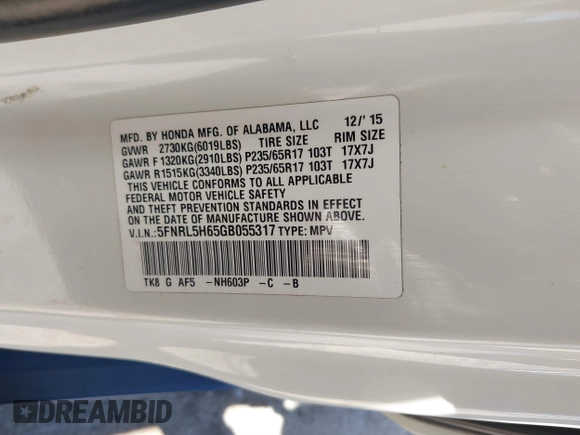 MFD. BY HONDA MFG. OF ALABAMA, LLC 12/'15
GVWR 2730KG(6019LBS) TIRE SIZE RIM SIZE
GAWR F 1320KG(2910LBS) P235/65R17 103T 17X7J
GAWR R1515KG(3340LBS) P235/65R17 103T 17X7J
THIS VEHICLE CONFORMS TO ALL APPLICABLE
FEDERAL MOTOR VEHICLE SAFETY
AND THEFT PREVENTION STANDARDS IN EFFECT
ON THE DATE OF MANUFACTURE SHOWN ABOVE.
V.I.N.:5FNRL5H65GB055317 TYPE: MPV
TK8 G AF5 -NH603P -C -B
DREAMBID